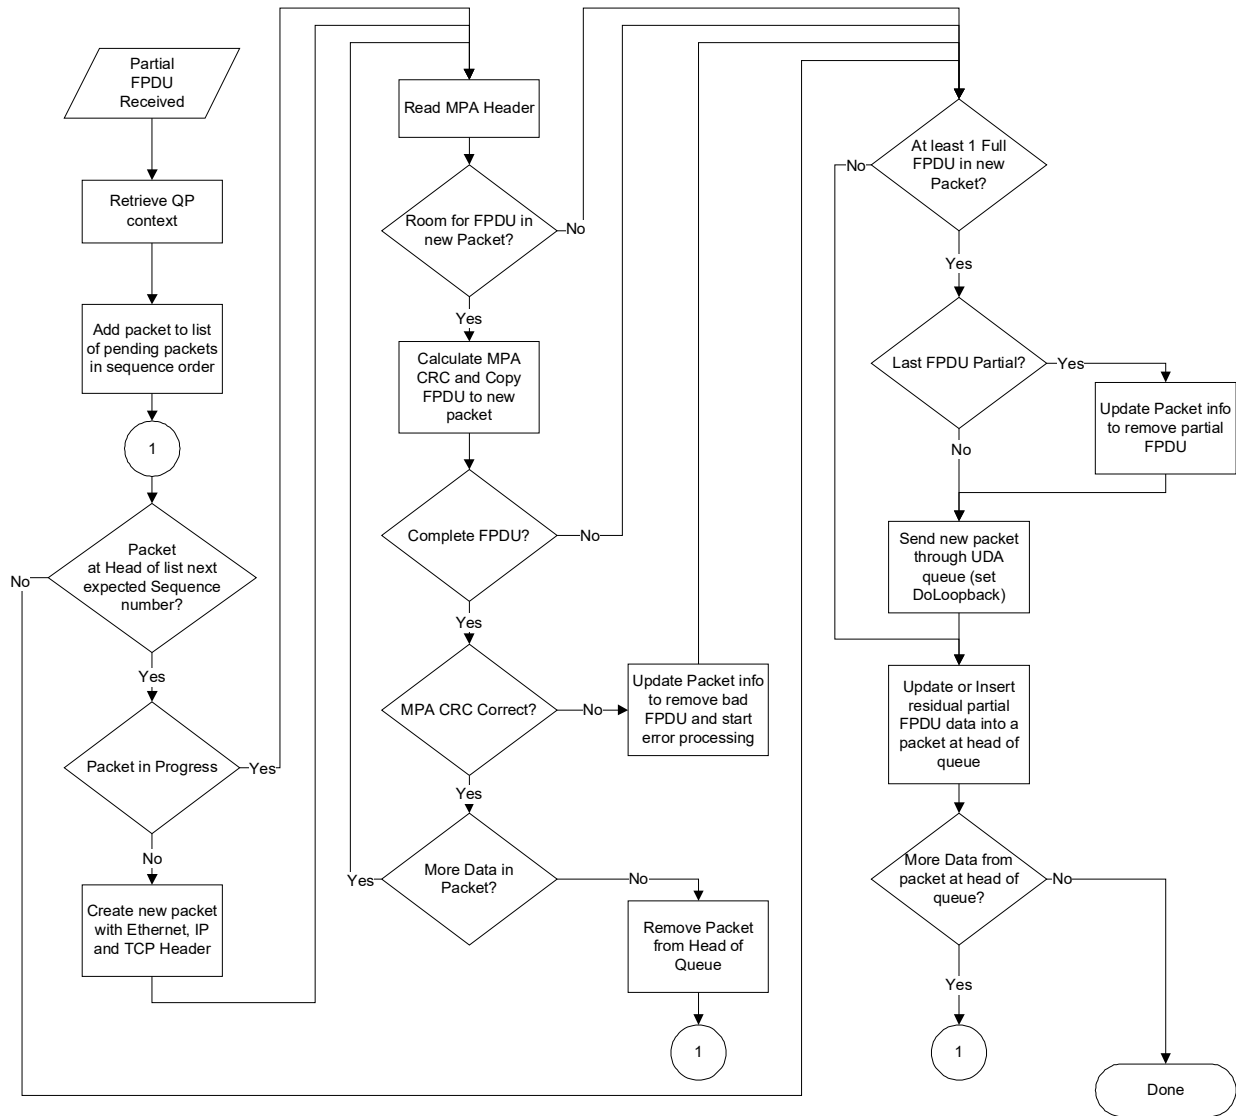 Partial
FPDU
Received
Retrieve QP
context
Add packet to list
of pending packets
in sequence order
1
Packet
at Head of list next
expected Sequence
number?
No
Yes
Packet in Progress
Yes
No
Create new packet
with Ethernet, IP
and TCP Header
Read MPA Header
Room for FPDU in
new Packet?
No
Yes
Calculate MPA
CRC and Copy
FPDU to new
packet
Complete FPDU?
No
Yes
MPA CRC Correct?
No
Update Packet info
to remove bad
FPDU and start
error processing
Yes
More Data in
Packet?
Yes
No
Remove Packet
from Head of
Queue
1
At least 1 Full
FPDU in new
Packet?
No
Yes
Last FPDU Partial?
Yes
Update Packet info
to remove partial
FPDU
No
Send new packet
through UDA
queue (set
DoLoopback)
Update or Insert
residual partial
FPDU data into a
packet at head of
queue
More Data from
packet at head of
queue?
No
Yes
1
Done